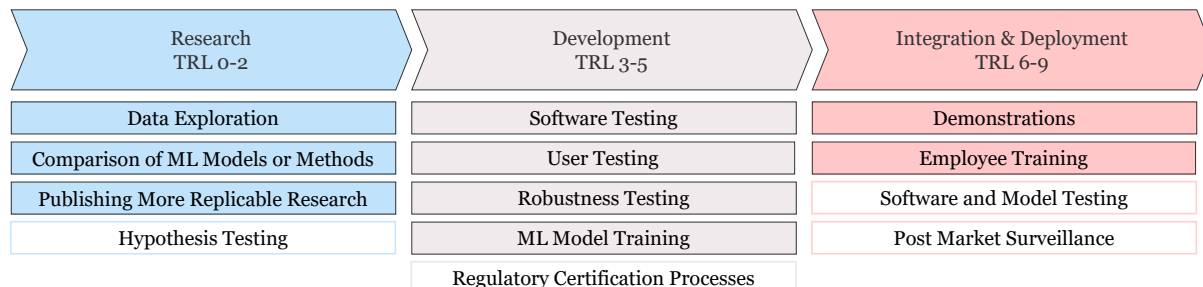 Research
TRL 0-2
Development
TRL 3-5
Integration & Deployment
TRL 6-9
Data Exploration
Comparison of ML Models or Methods
Publishing More Replicable Research
Hypothesis Testing
Software Testing
User Testing
Robustness Testing
ML Model Training
Regulatory Certification Processes
Demonstrations
Employee Training
Software and Model Testing
Post Market Surveillance